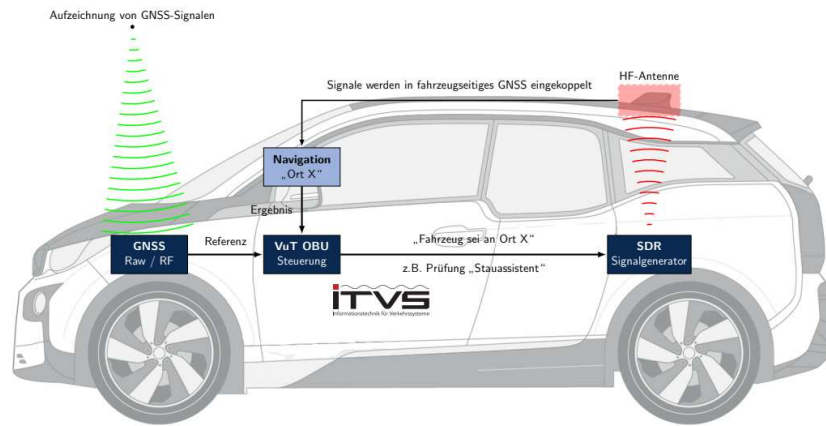 Aufzeichnung von GNSS-Signalen
HF-Antenne
Signale werden in fahrzeugseitiges GNSS eingekoppelt
Navigation
„Ort X“
Ergebnis
GNSS
Raw / RF
Referenz
VuT OBU
Steuerung
„Fahrzeug sei an Ort X“
z.B. Prüfung „Stauassistent“
SDR
Signalgenerator
iTVS
Informationstechnik für Verkehrssysteme